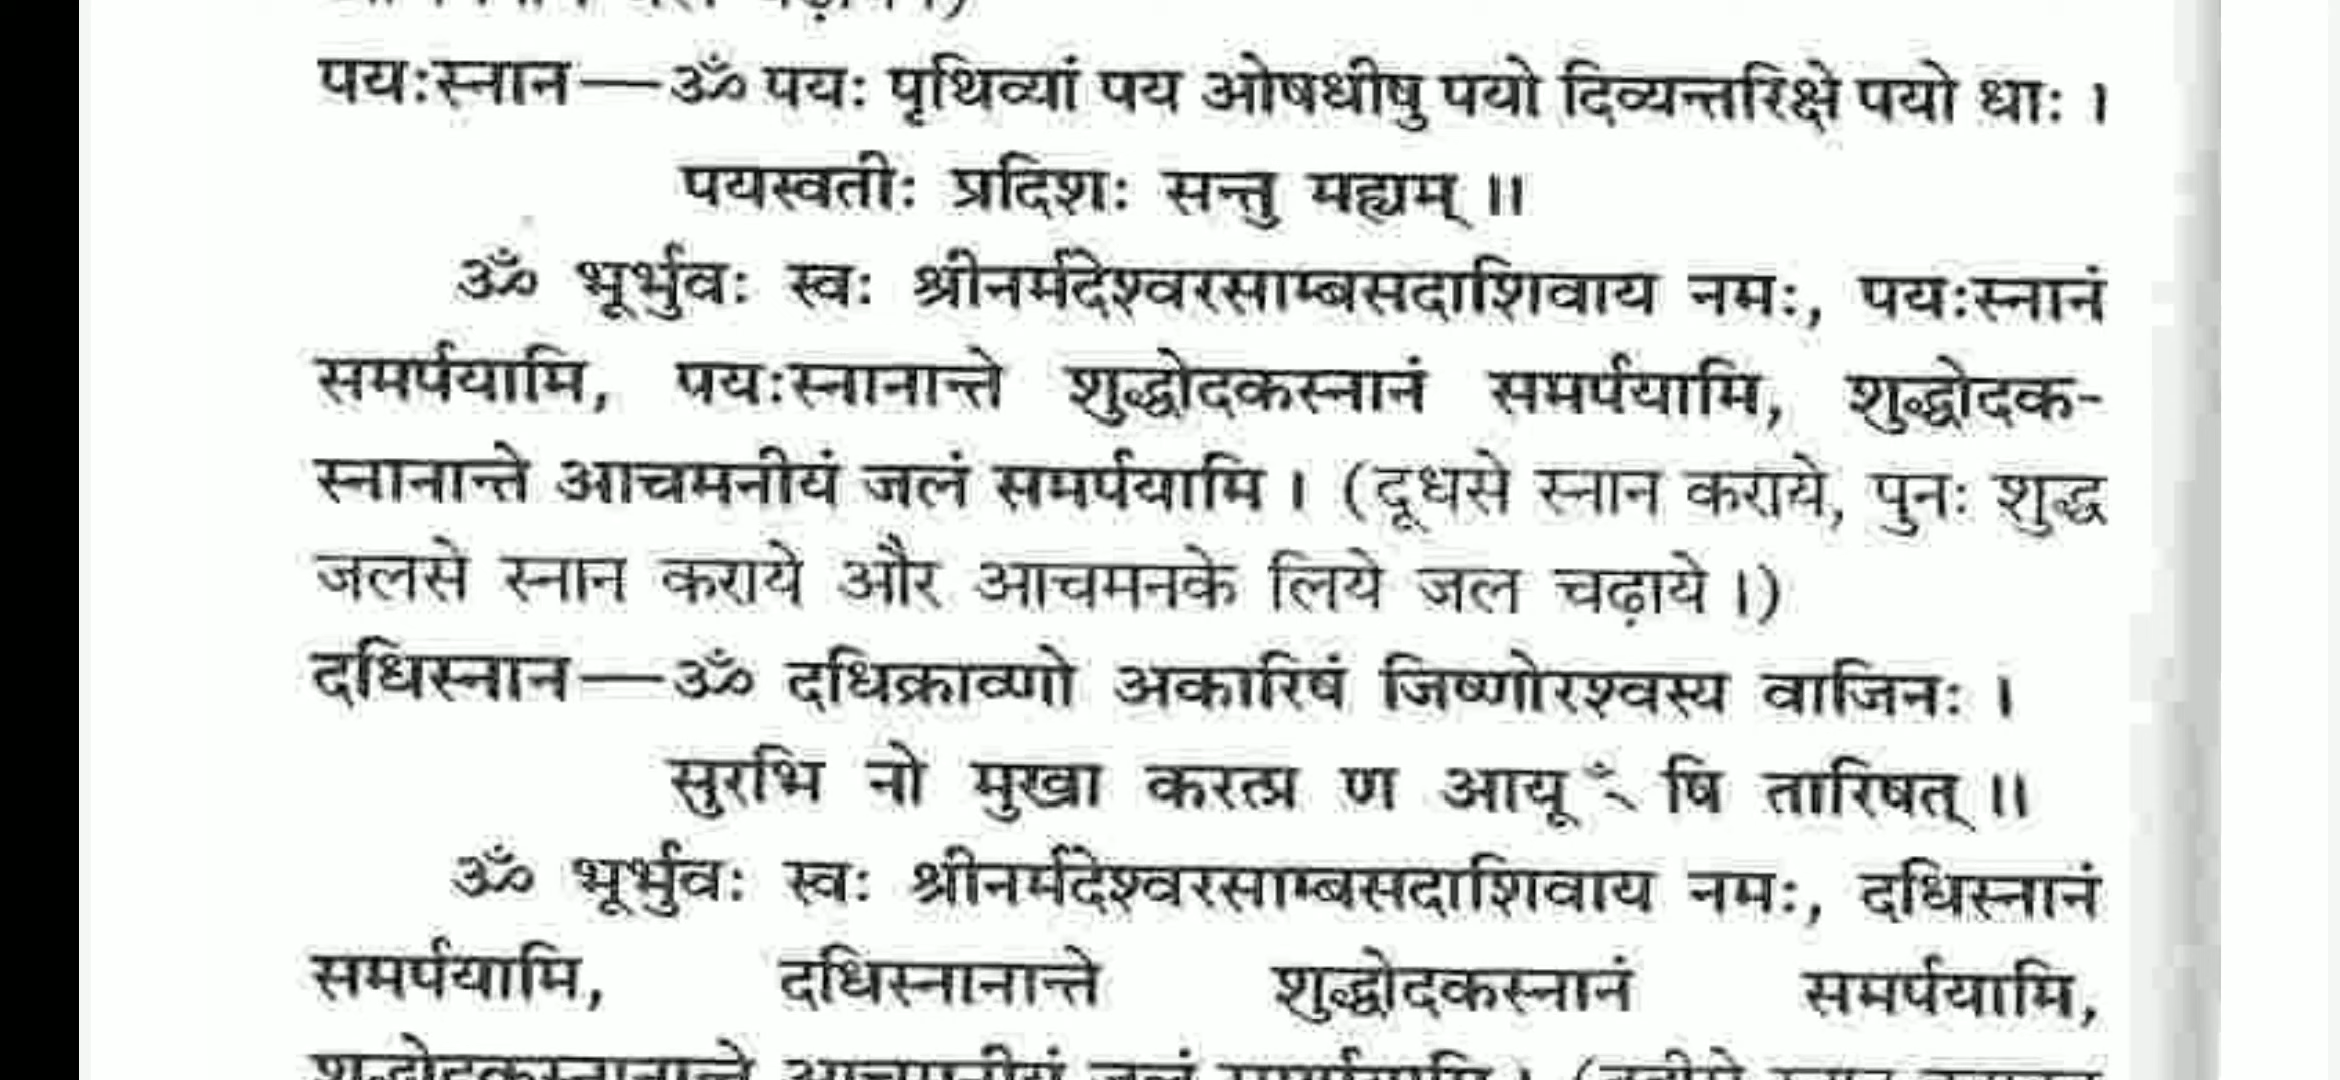 पयःस्नान—ॐ पयः पृथिव्यां पय ओषधीषु पयो दिव्यन्तरिक्षे पयो धाः ।
पयस्वतीः प्रदिशः सन्तु मह्यम् ॥
ॐ भूर्भुवः स्वः श्रीनर्मदेश्वरसाम्बसदाशिवाय नमः, पयःस्नानं
समर्पयामि, पयःस्नानान्ते शुद्धोदकस्नानं समर्पयामि, शुद्धोदक-
स्नानान्ते आचमनीयं जलं समर्पयामि । (दूधसे स्नान कराये, पुनः शुद्ध
जलसे स्नान कराये और आचमनके लिये जल चढ़ाये ।)
दधिस्नान—ॐ दधिक्राव्णो अकारिषं जिष्णोरश्वस्य वाजिनः ।
सुरभि नो मुखा करत्प्र ण आयूꣳ षि तारिषत् ॥
ॐ भूर्भुवः स्वः श्रीनर्मदेश्वरसाम्बसदाशिवाय नमः, दधिस्नानं
समर्पयामि, दधिस्नानान्ते शुद्धोदकस्नानं समर्पयामि,